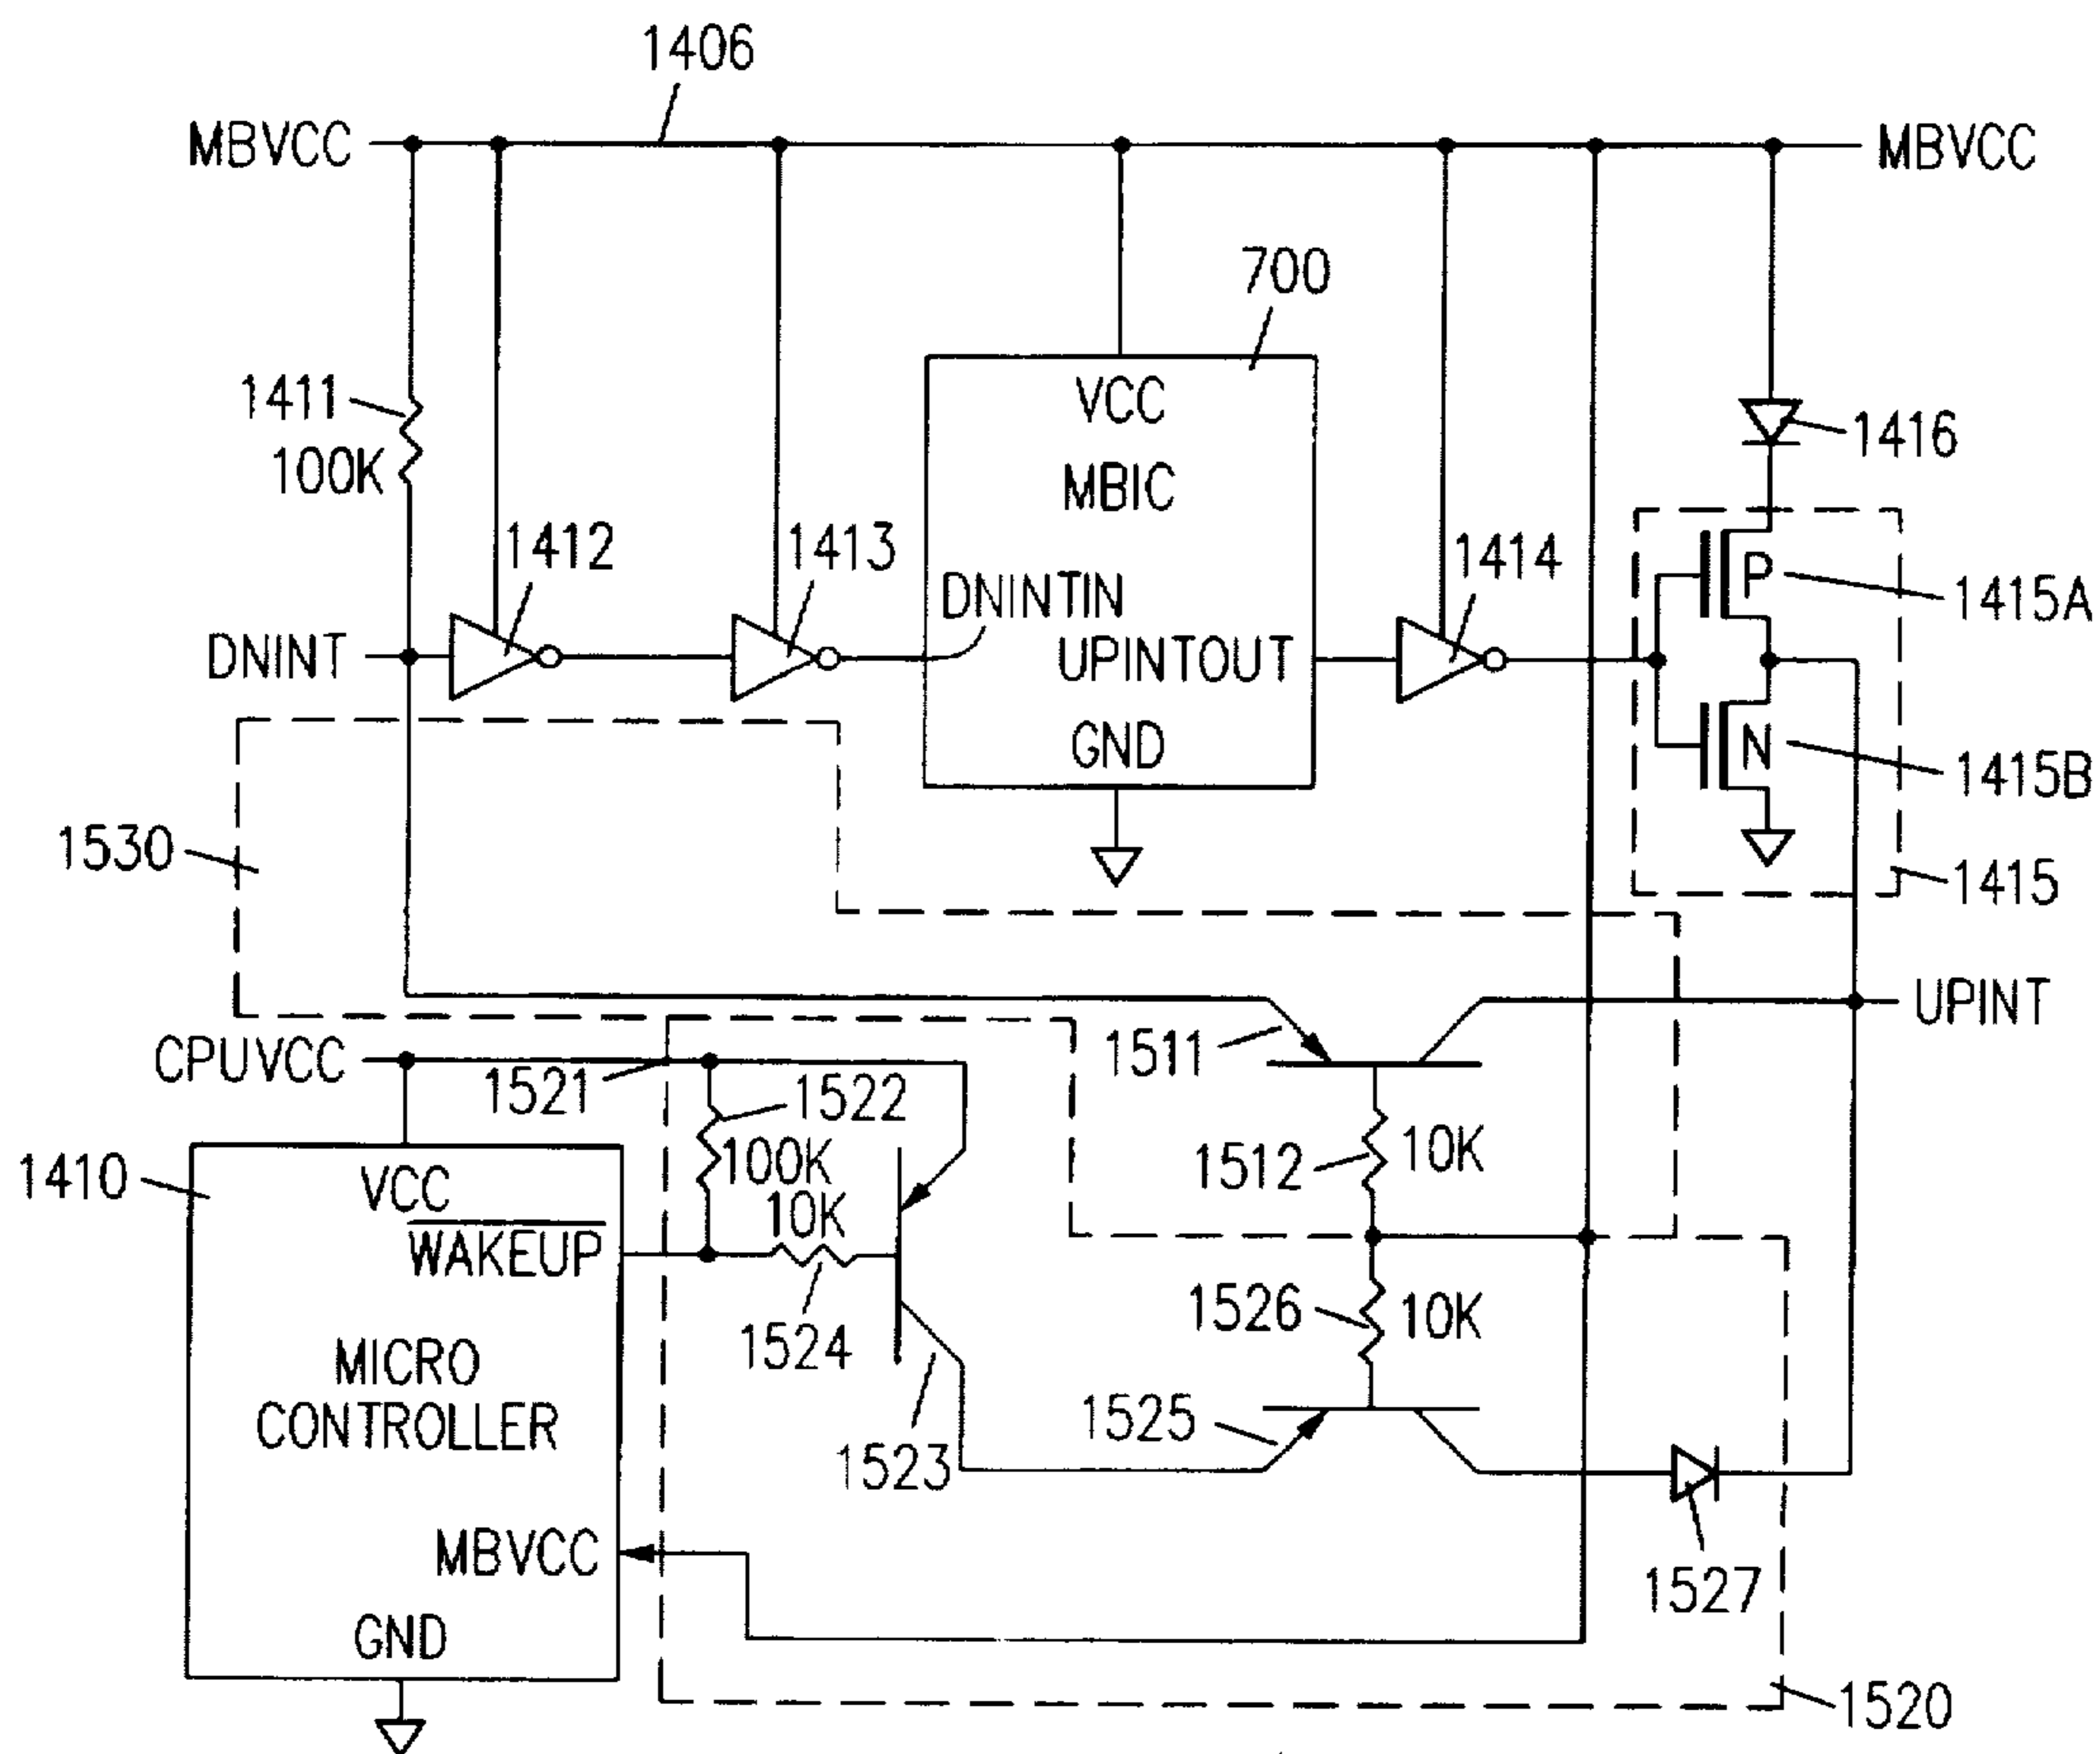 1406
MBVCC
MBVCC
700
1411
100K
VCC
MBIC
1416
1412
1413
1414
DNINTIN
P
1415A
DNINT
UPINTOUT
GND
N
1415B
1530
1415
UPINT
CPUVCC
1521
1511
1522
100K
1512
10K
1410
VCC
10K
WAKEUP
1524
1526
10K
MICRO
CONTROLLER
1523
1525
MBVCC
1527
GND
1520